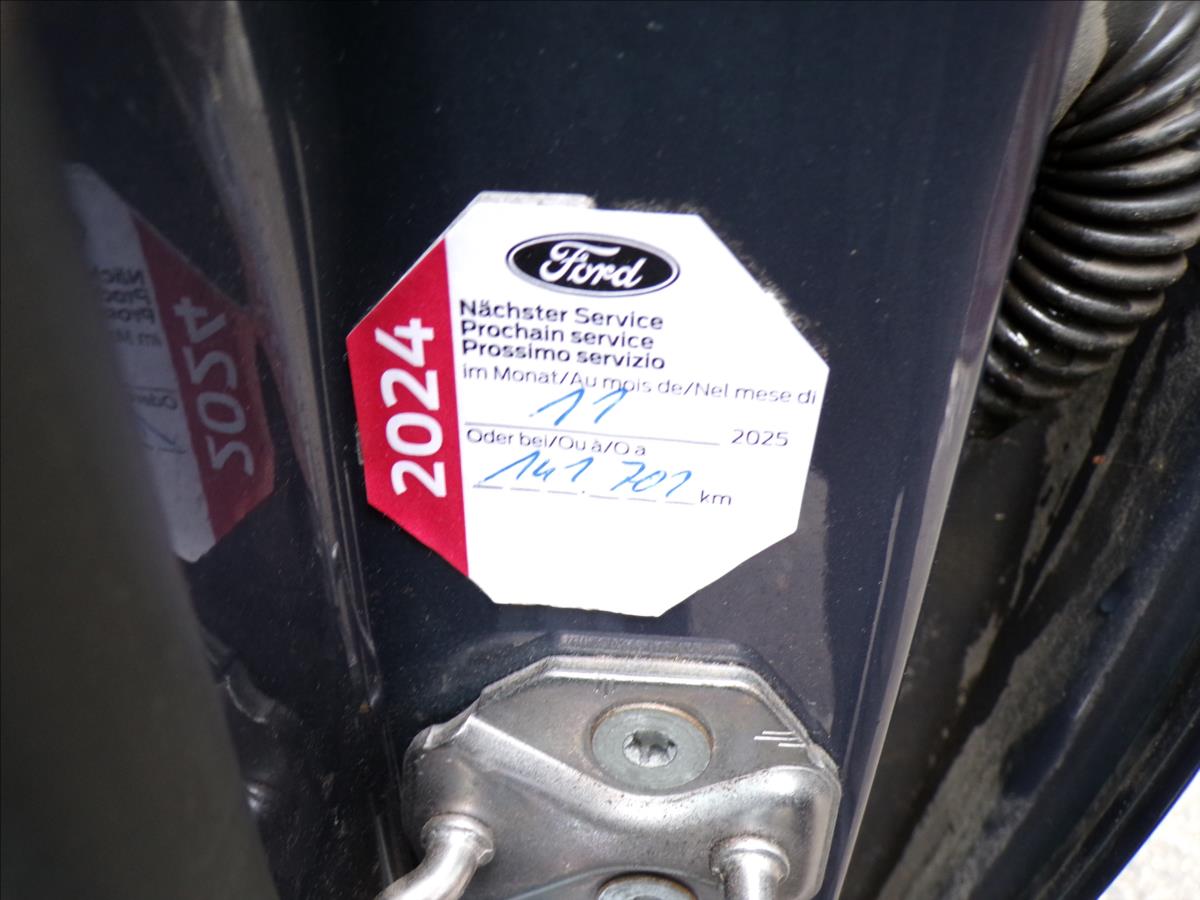 2024
Ford
Nächster Service
Prochain service
Prossimo servizio
im Monat/Au mois de/Nel mese di
11 2025
Oder bei/Ou à/O a
141.701 km